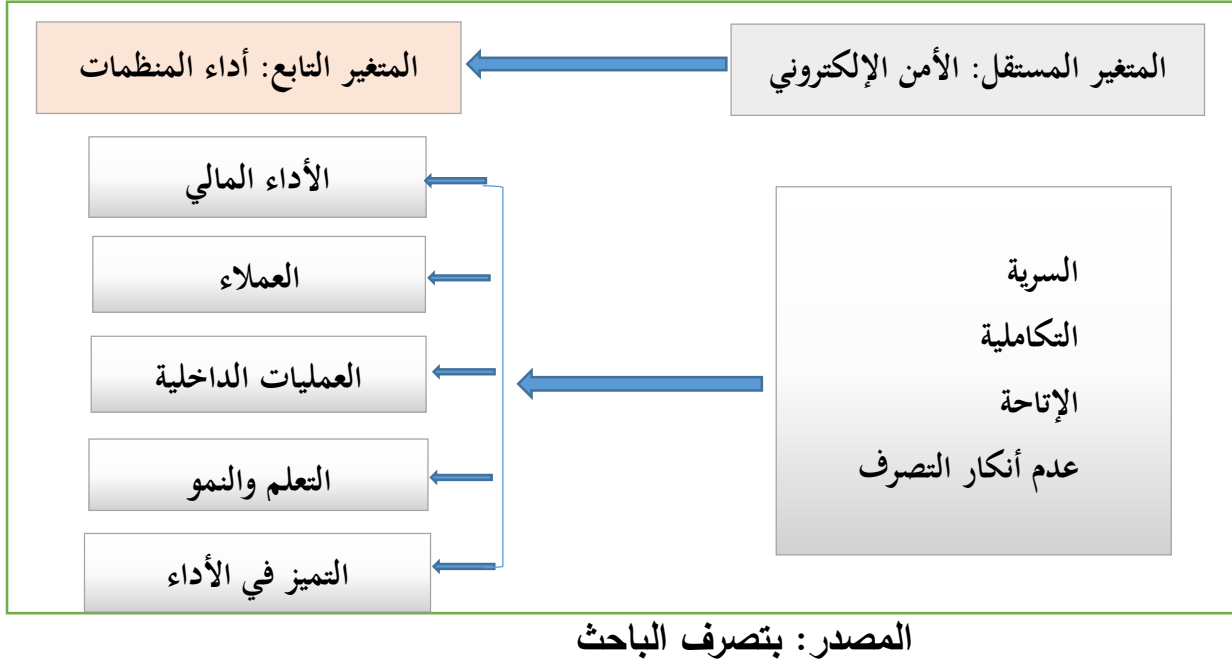 المتغير المستقل: الأمن الإلكتروني
المتغير التابع: أداء المنظمات
السرية
التكاملية
الإتاحة
عدم أنكار التصرف
الأداء المالي
العملاء
العمليات الداخلية
التعلم والنمو
التميز في الأداء
المصدر: بتصرف الباحث